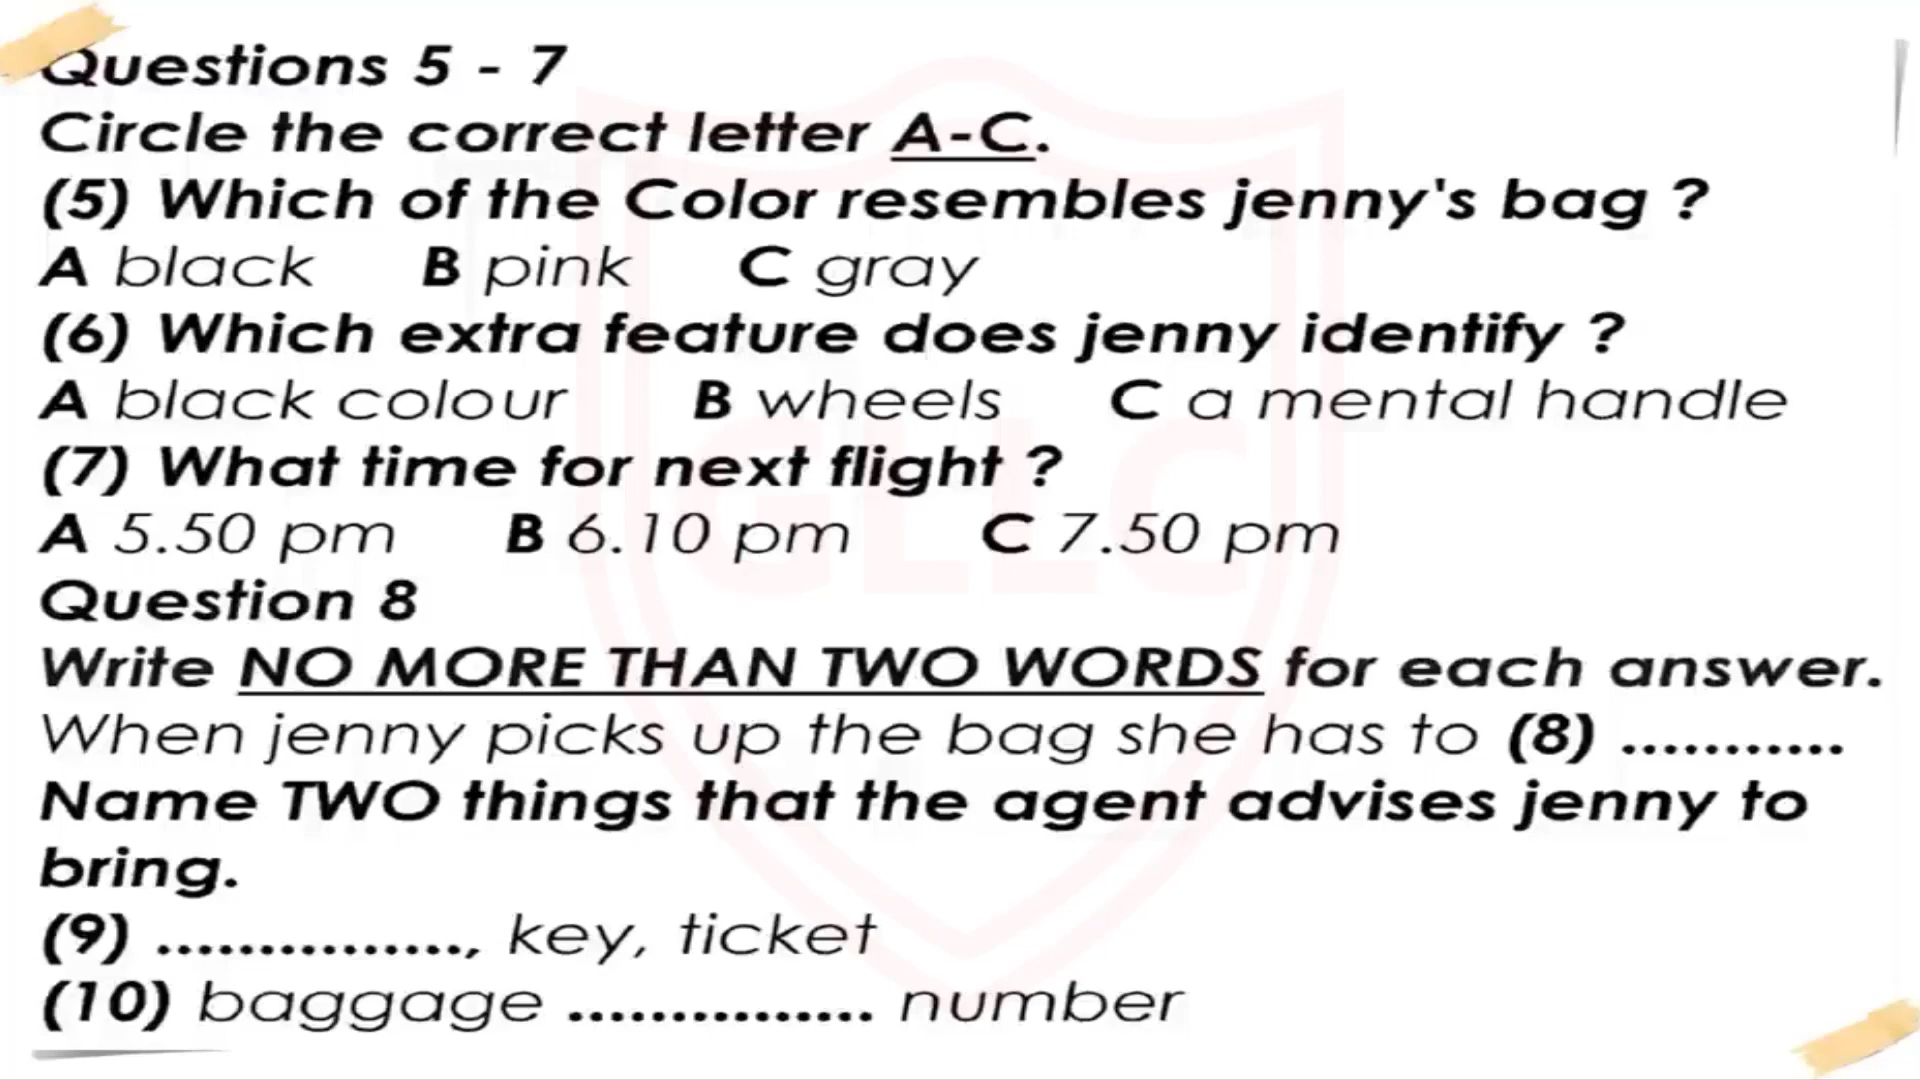 Questions 5 - 7
Circle the correct letter A-C.
(5) Which of the Color resembles jenny's bag ?
A black B pink C gray
(6) Which extra feature does jenny identify ?
A black colour B wheels C a mental handle
(7) What time for next flight ?
A 5.50 pm B 6.10 pm C 7.50 pm
Question 8
Write NO MORE THAN TWO WORDS for each answer.
When jenny picks up the bag she has to (8) ...........
Name TWO things that the agent advises jenny to
bring.
(9) ..............., key, ticket
(10) baggage ............... number
GLLC